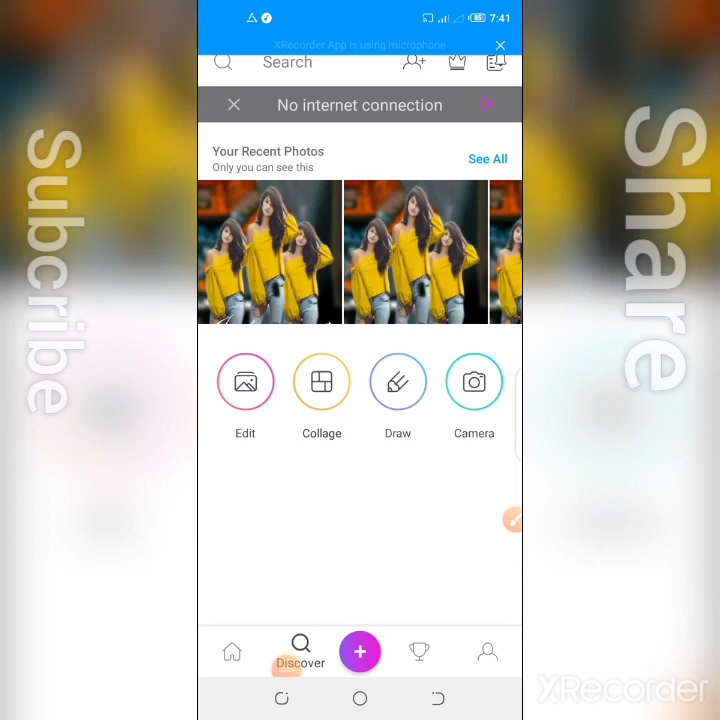 7:41
XRecorder App is using microphone
Search
No internet connection
Your Recent Photos
See All
Only you can see this
Edit
Collage
Draw
Camera
Discover
Subcribe
Share
XRecorder